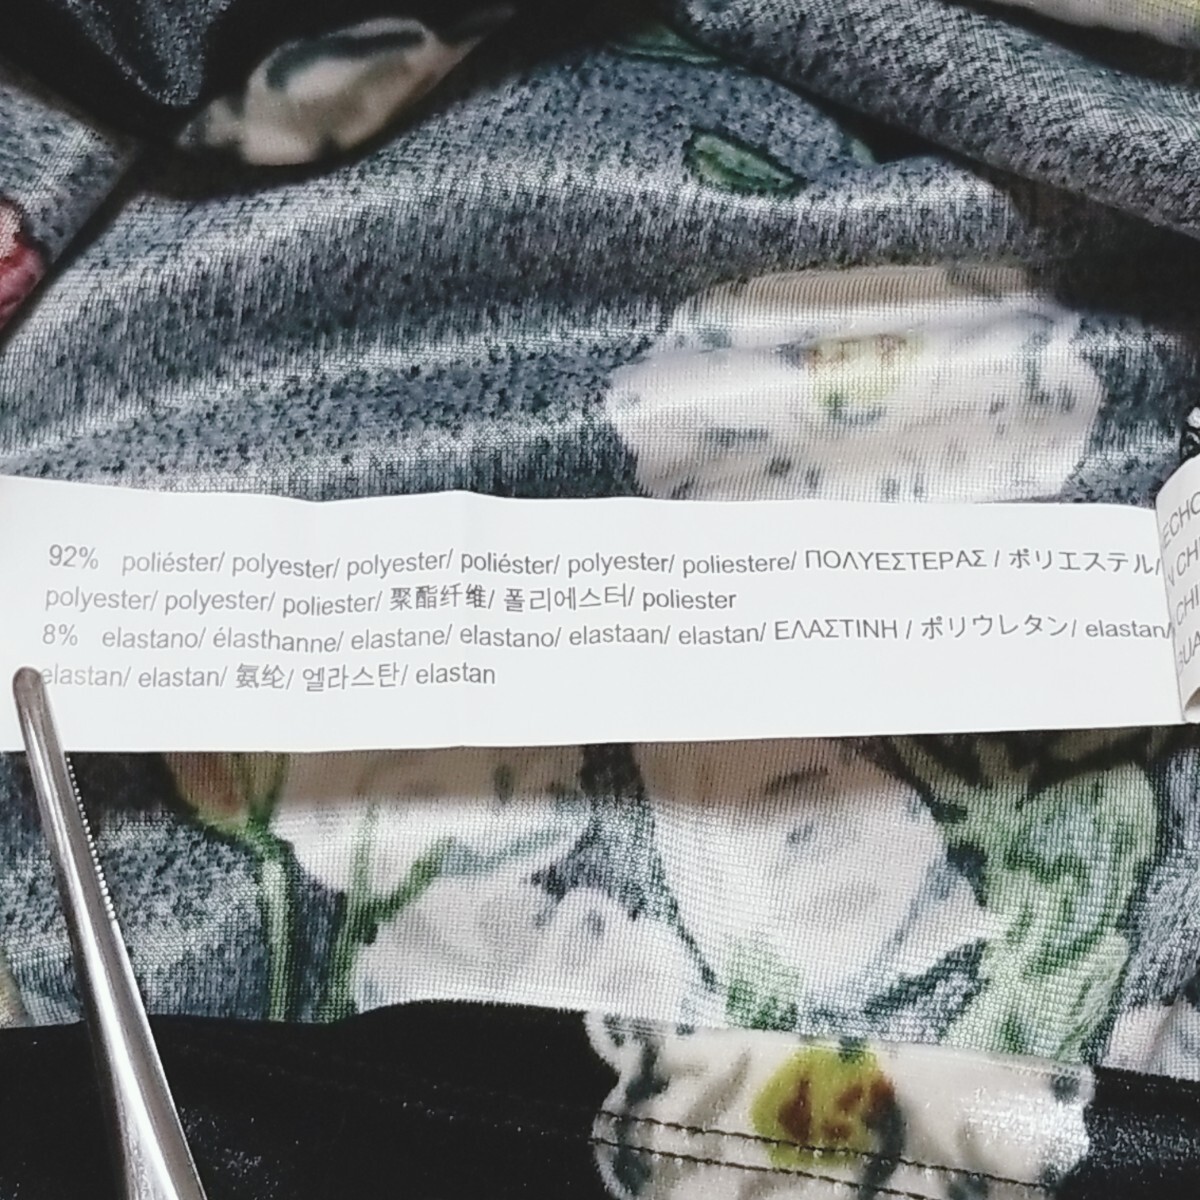 92% poliéster/ polyester/ polyester/ poliéster/ polyester/ poliestere/ ΠΟΛΥΕΣΤΕΡΑΣ / ポリエステル/
polyester/ polyester/ poliester/ 聚酯纤维/ 폴리에스터/ poliester
8% elastano/ élasthanne/ elastane/ elastano/ elastaan/ elastan/ ΕΛΑΣΤΙΝΗ / ポリウレタン/ elastan/
elastan/ elastan/ 氨纶/ 엘라스탄/ elastan